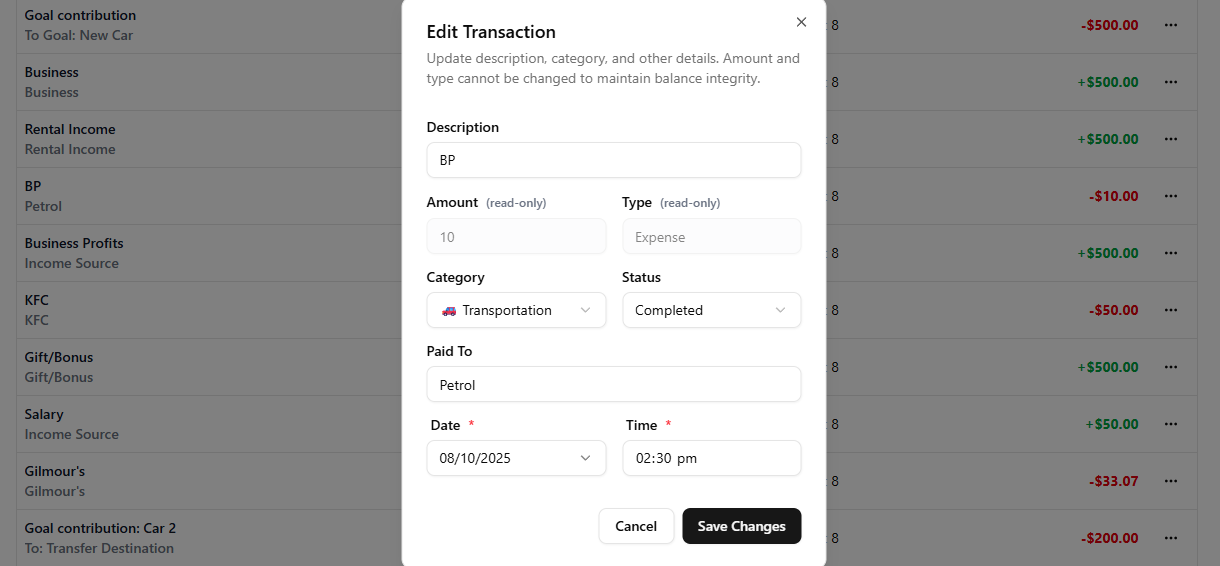 Goal contribution
To Goal: New Car
8
-$500.00
Business
Business
8
+$500.00
Rental Income
Rental Income
8
+$500.00
BP
Petrol
8
-$10.00
Business Profits
Income Source
8
+$500.00
KFC
KFC
8
-$50.00
Gift/Bonus
Gift/Bonus
8
+$500.00
Salary
Income Source
8
+$50.00
Gilmour's
Gilmour's
8
-$33.07
Goal contribution: Car 2
To: Transfer Destination
8
-$200.00
Edit Transaction
Update description, category, and other details. Amount and
type cannot be changed to maintain balance integrity.
Description
BP
Amount (read-only) Type (read-only)
10 Expense
Category Status
Transportation Completed
Paid To
Petrol
Date * Time *
08/10/2025 02:30 pm
Cancel Save Changes